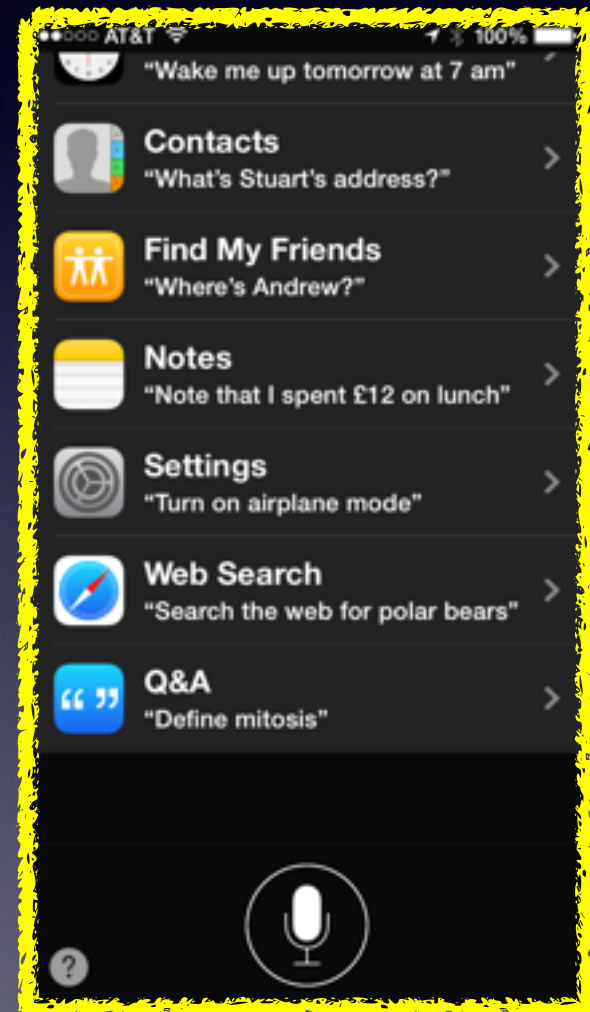 AT&T 100%
“Wake me up tomorrow at 7 am”
Contacts
“What's Stuart's address?”
Find My Friends
“Where's Andrew?”
Notes
“Note that I spent £12 on lunch”
Settings
“Turn on airplane mode”
Web Search
“Search the web for polar bears”
Q&A
“Define mitosis”
?